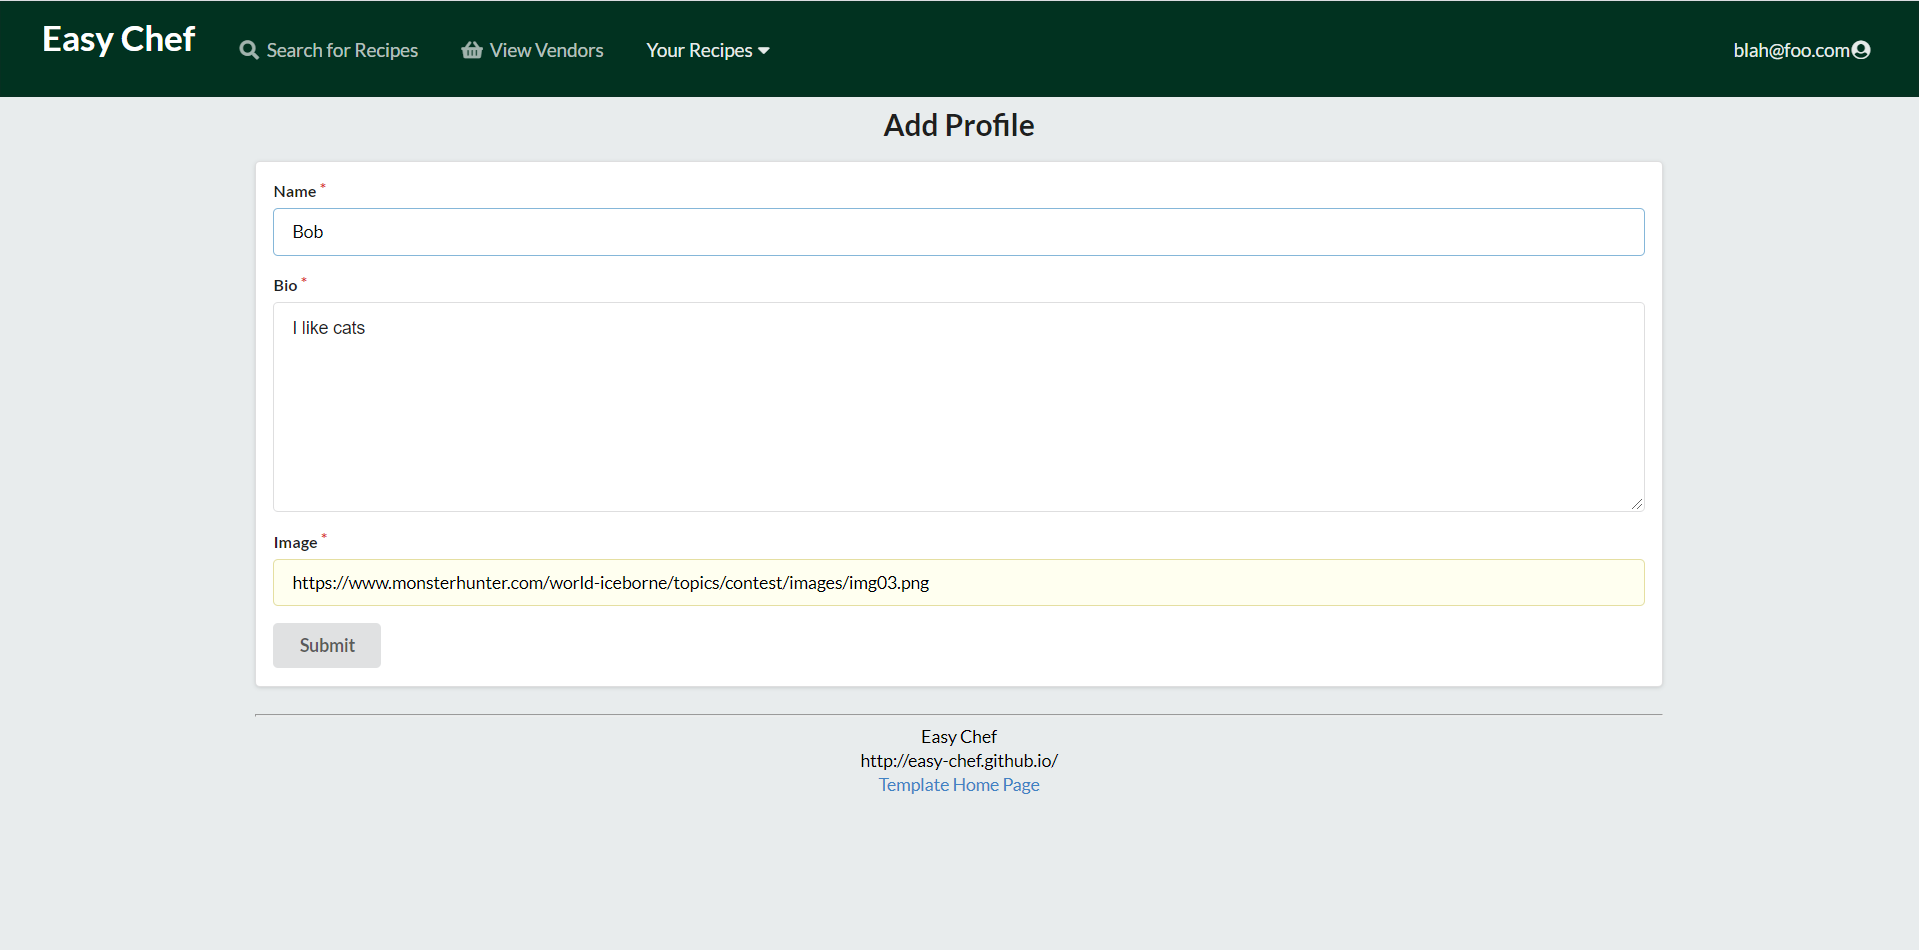 Easy Chef
Search for Recipes
View Vendors
Your Recipes
blah@foo.com
Add Profile
Name *
Bob
Bio *
I like cats
Image *
https://www.monsterhunter.com/world-iceborne/topics/contest/images/img03.png
Submit
Easy Chef
http://easy-chef.github.io/
Template Home Page